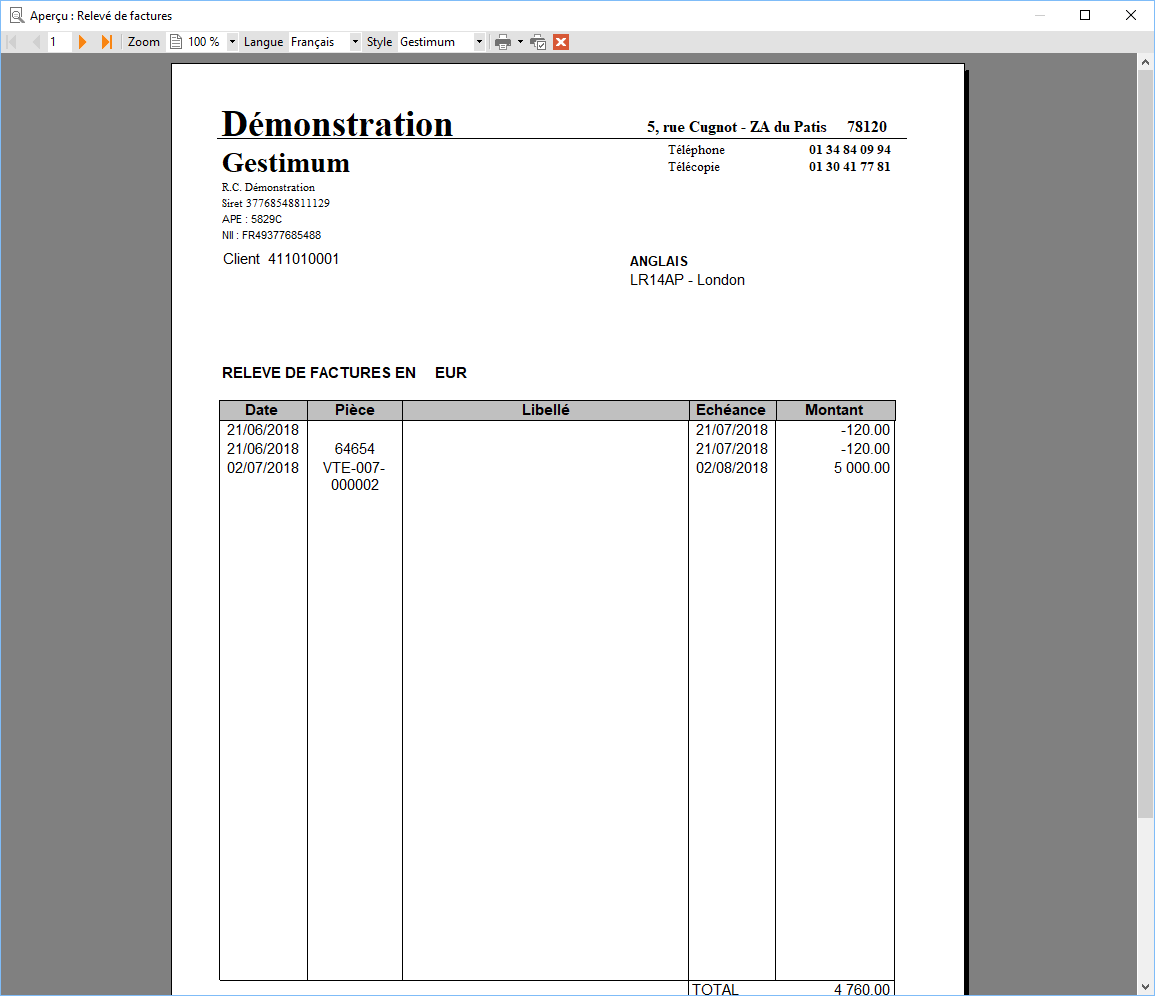 Aperçu : Relevé de factures
1 Zoom 100 % Langue Français Style Gestimum
Démonstration
5, rue Cugnot - ZA du Patis 78120
Gestimum
Téléphone 01 34 84 09 94
Télécopie 01 30 41 77 81
R.C. Démonstration
Siret 37768548811129
APE : 5829C
NII : FR49377685488
Client 411010001
ANGLAIS
LR14AP - London
RELEVE DE FACTURES EN EUR
Date Pièce Libellé Echéance Montant
21/06/2018 21/07/2018 -120.00
21/06/2018 64654 21/07/2018 -120.00
02/07/2018 VTE-007- 02/08/2018 5 000.00
000002
TOTAL 4 760.00